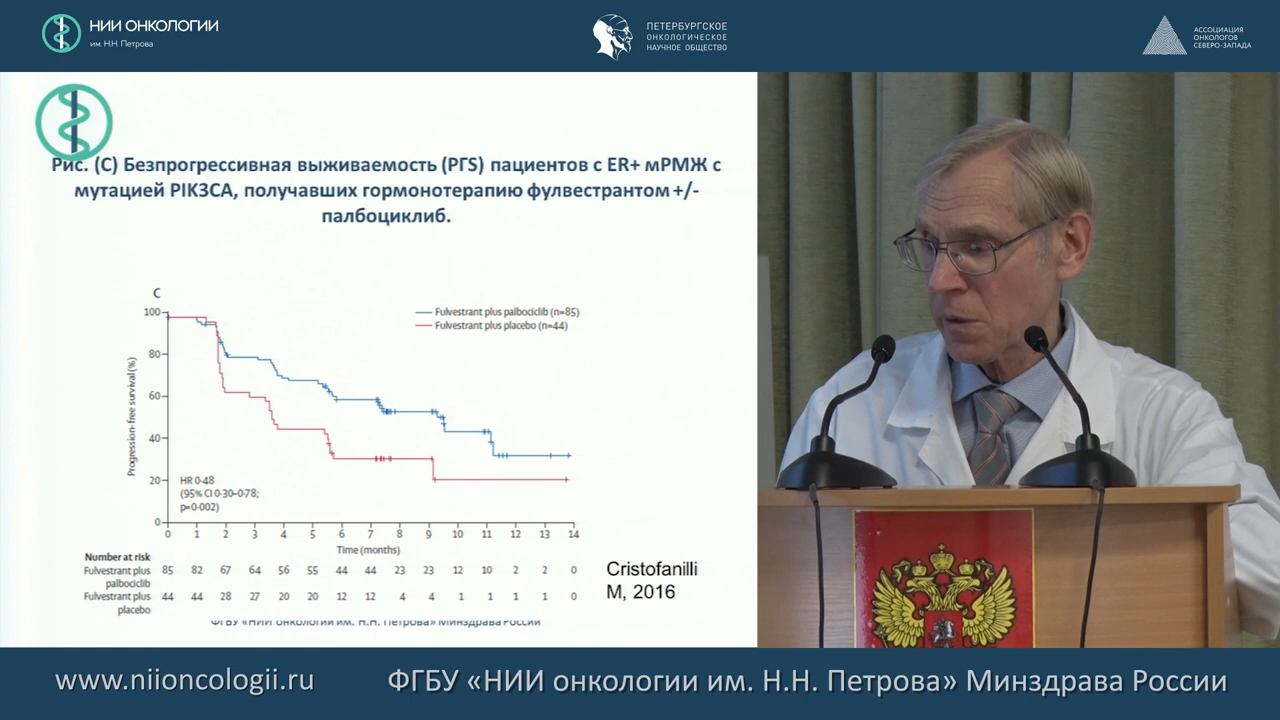 НИИ ОНКОЛОГИИ
им. Н.Н. Петрова
ПЕТЕРБУРГСКОЕ
ОНКОЛОГИЧЕСКОЕ
НАУЧНОЕ ОБЩЕСТВО
АССОЦИАЦИЯ
ОНКОЛОГОВ
СЕВЕРО-ЗАПАДА
Рис. (С) Безпрогрессивная выживаемость (РГS) пациентов с ER+ мРМЖ с
мутацией PIK3CA, получавших гормонотерапию фулвестрантом +/-
палбоциклиб.
C
Fulvestrant plus palbociclib (n=85)
Fulvestrant plus placebo (n=44)
100
80
60
40
20
0
Progression-free survival (%)
HR 0·48
(95% CI 0·30–0·78;
p=0·002)
0 1 2 3 4 5 6 7 8 9 10 11 12 13 14
Time (months)
Number at risk
Fulvestrant plus palbociclib 85 82 67 64 56 55 44 44 23 23 12 10 2 2 0
Fulvestrant plus placebo 44 44 28 27 20 20 12 12 4 4 1 1 1 1 0
Cristofanilli
M, 2016
ФГБУ «НИИ онкологии им. Н.Н. Петрова» Минздрава России
www.niioncologii.ru
ФГБУ «НИИ онкологии им. Н.Н. Петрова» Минздрава России